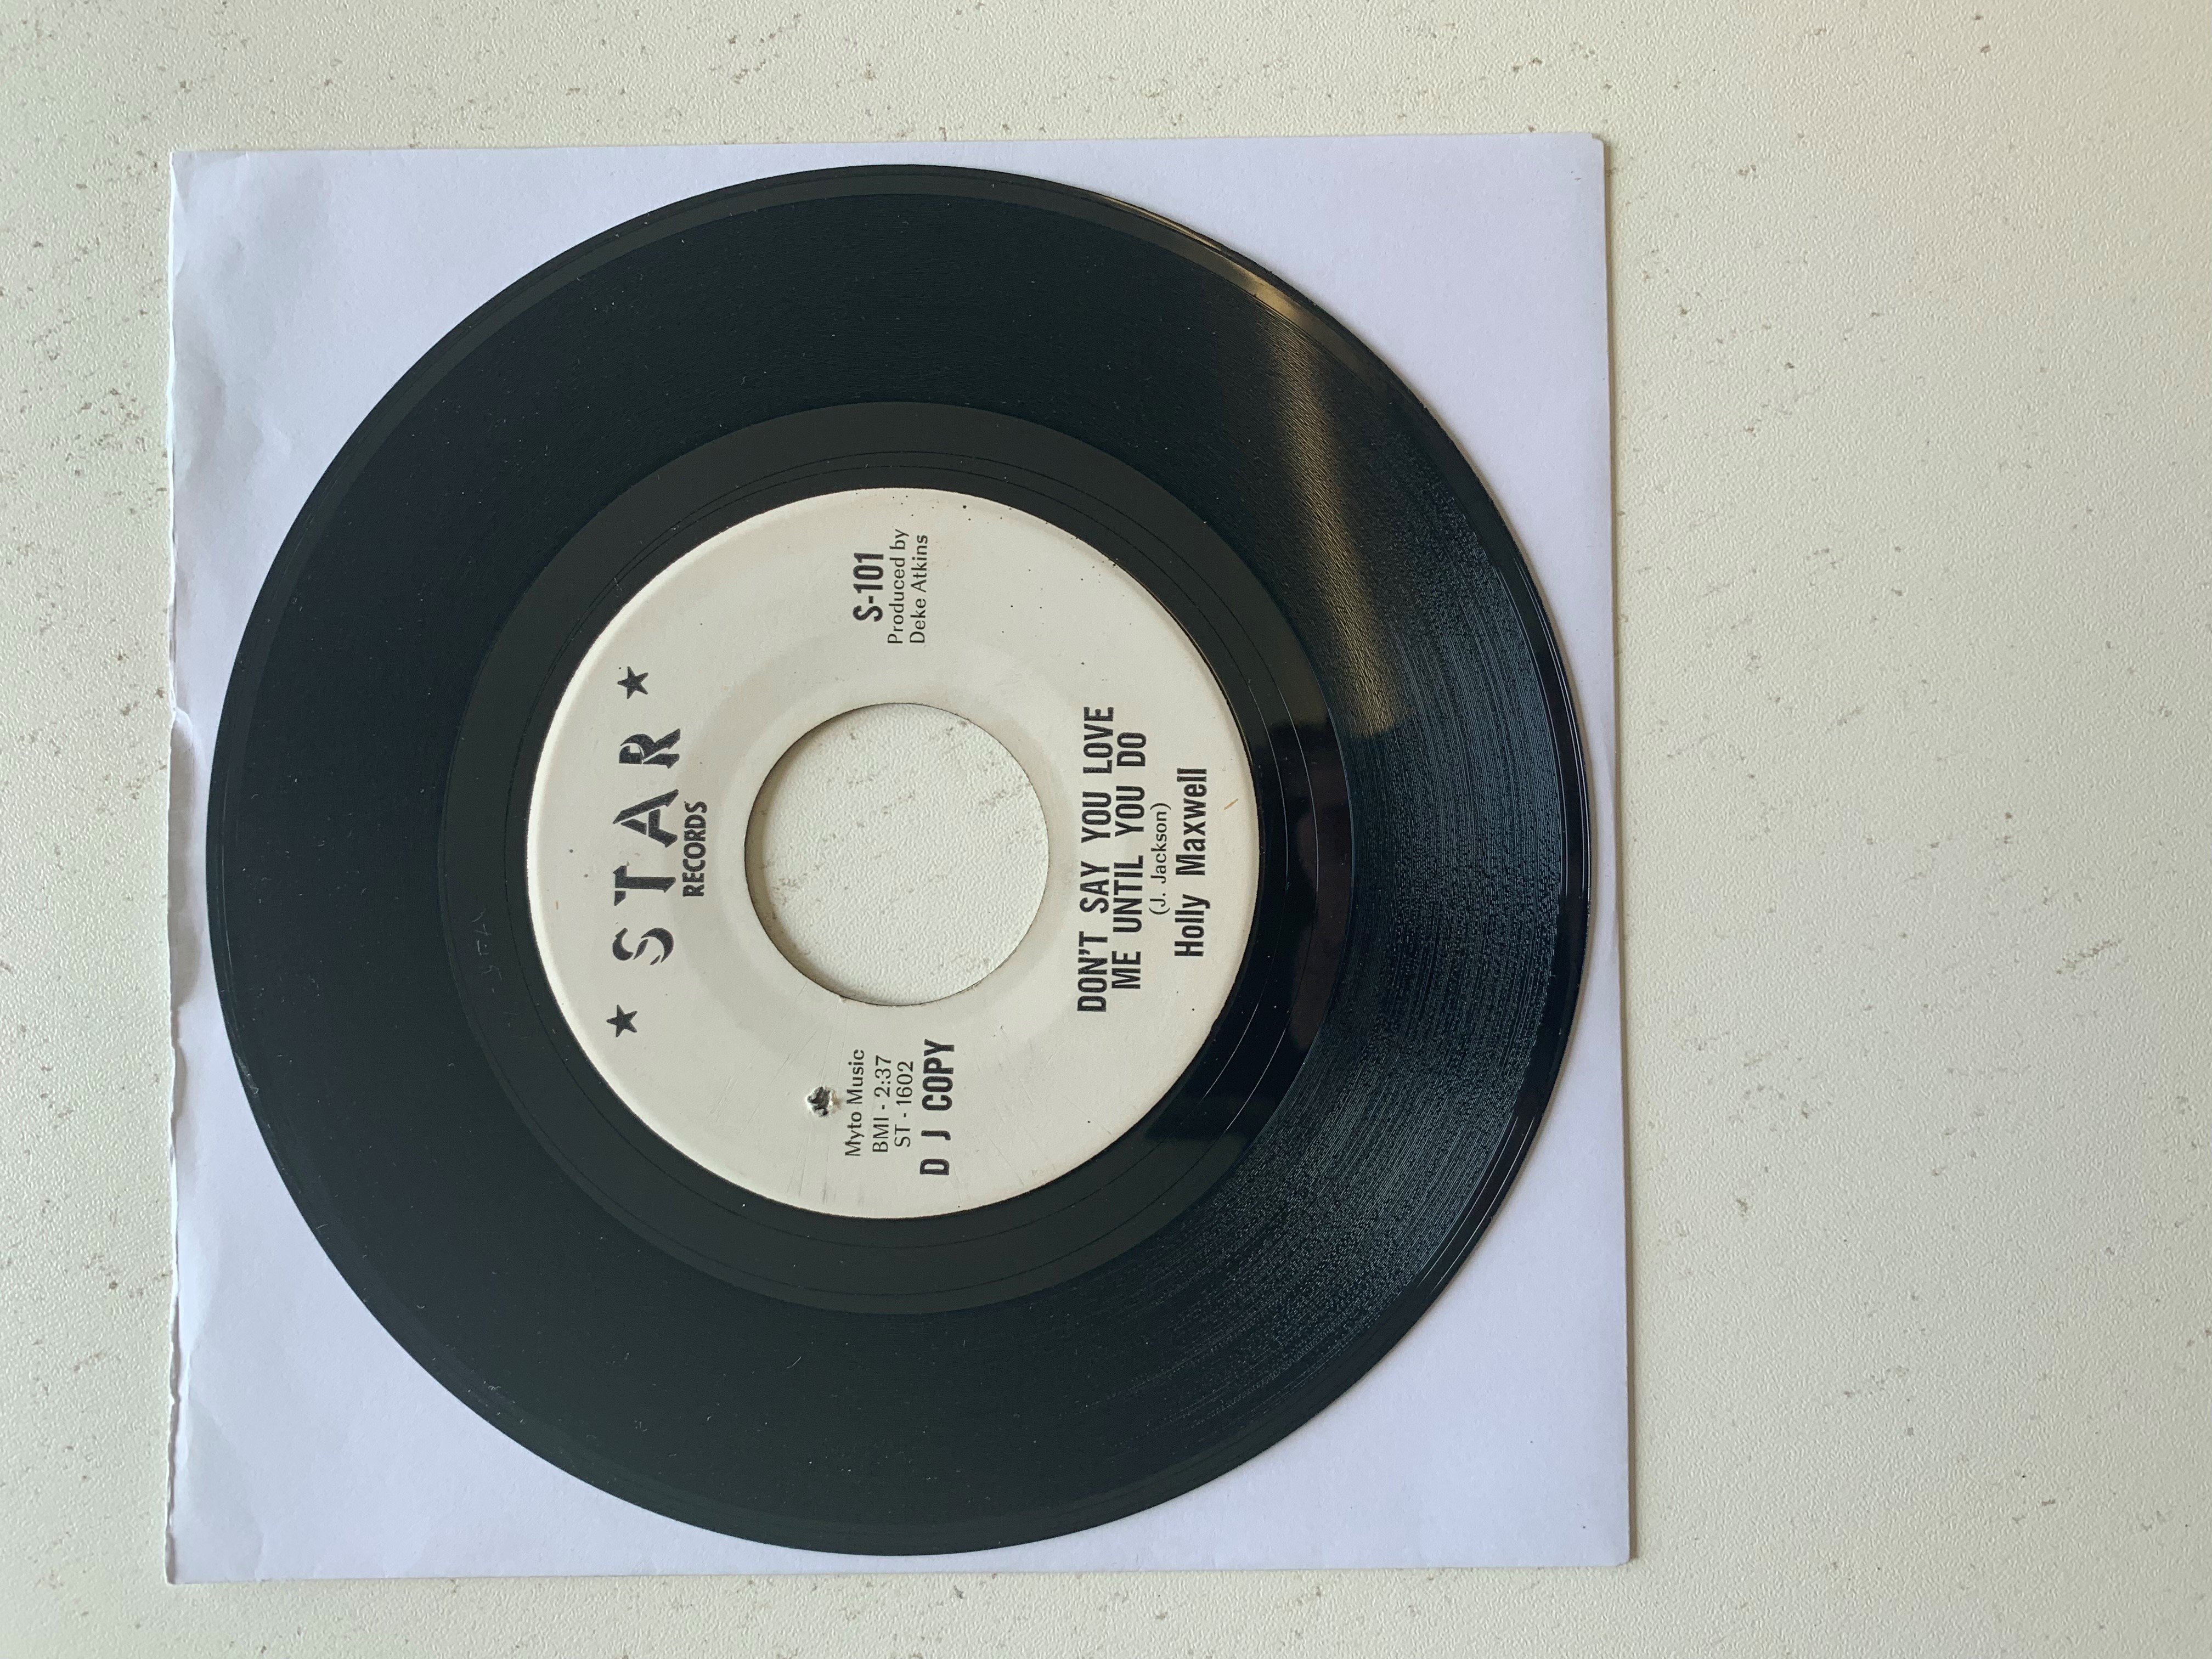 ★ STAR ★
RECORDS
Myto Music
BMI - 2:37
ST - 1602
D J COPY
S-101
Produced by
Deke Atkins
DON'T SAY YOU LOVE
ME UNTIL YOU DO
(J. Jackson)
Holly Maxwell